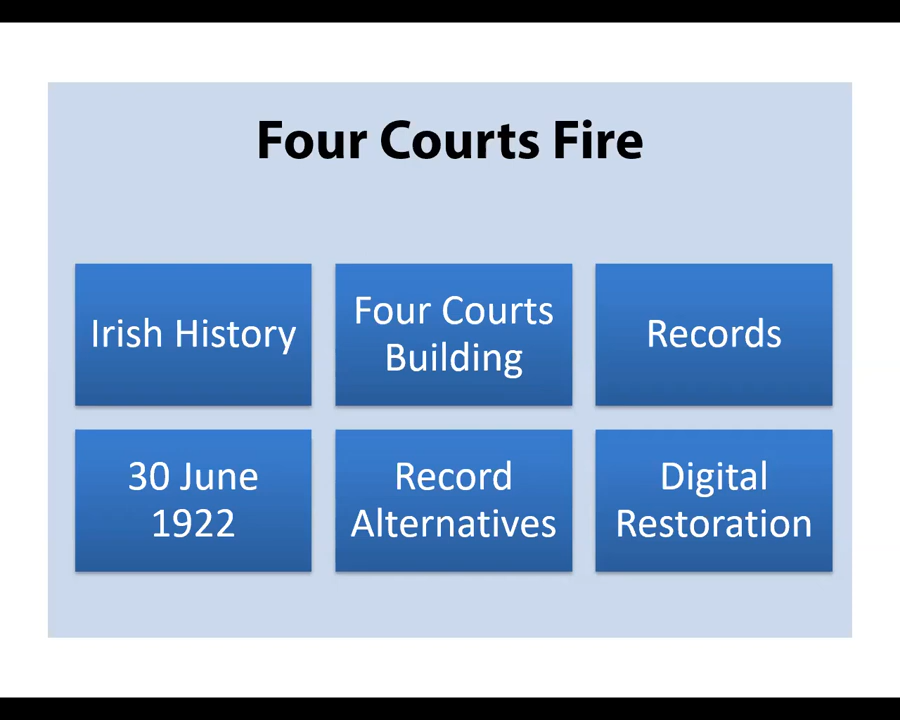 Four Courts Fire
Irish History
Four Courts
Building
Records
30 June
1922
Record
Alternatives
Digital
Restoration